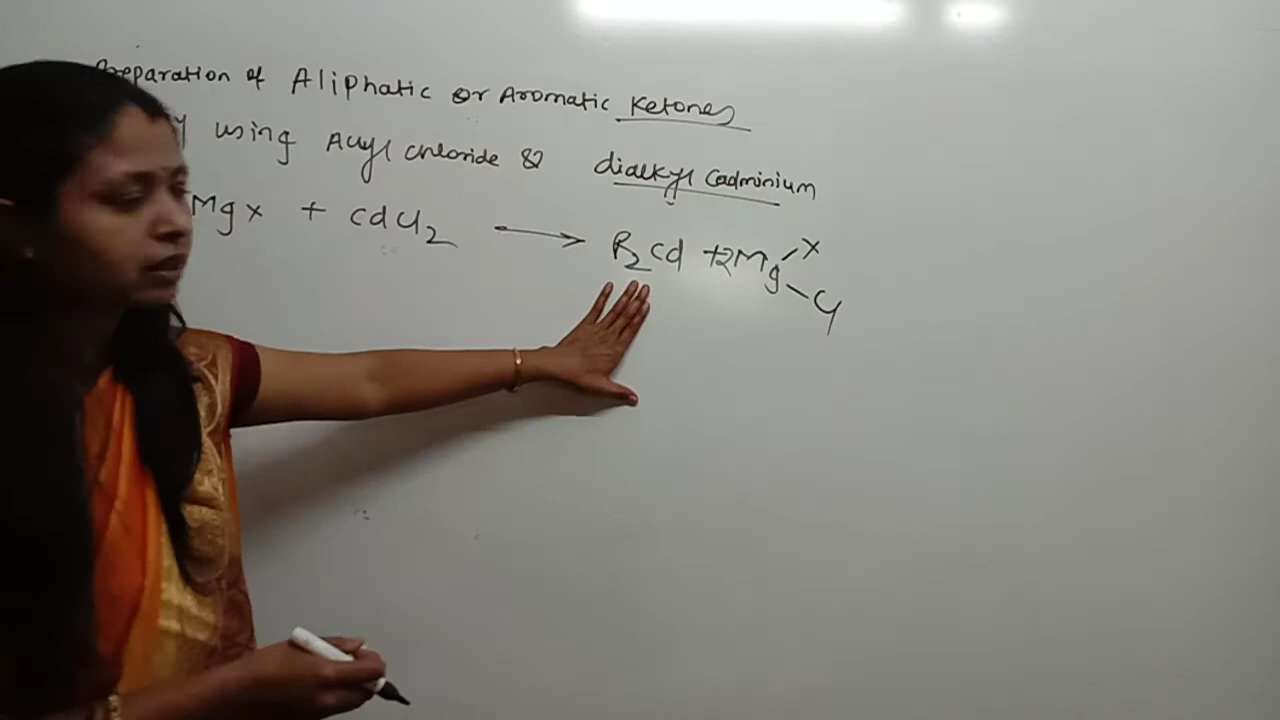 Preparation of Aliphatic or Aromatic Ketones
using Acyl chloride & dialkyl Cadminium
Mgx + CdCl2 → R2Cd + 2Mg X Cl